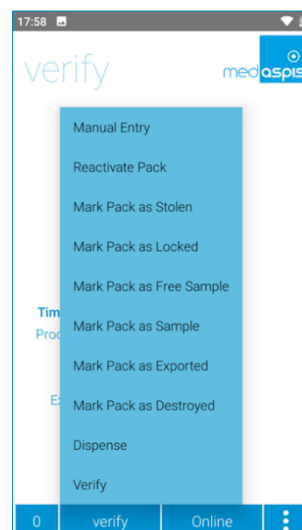 17:58
verify
medaspis
Manual Entry
Reactivate Pack
Mark Pack as Stolen
Mark Pack as Locked
Mark Pack as Free Sample
Tim
Mark Pack as Sample
Proc
Mark Pack as Exported
Mark Pack as Destroyed
Dispense
Verify
0 verify Online